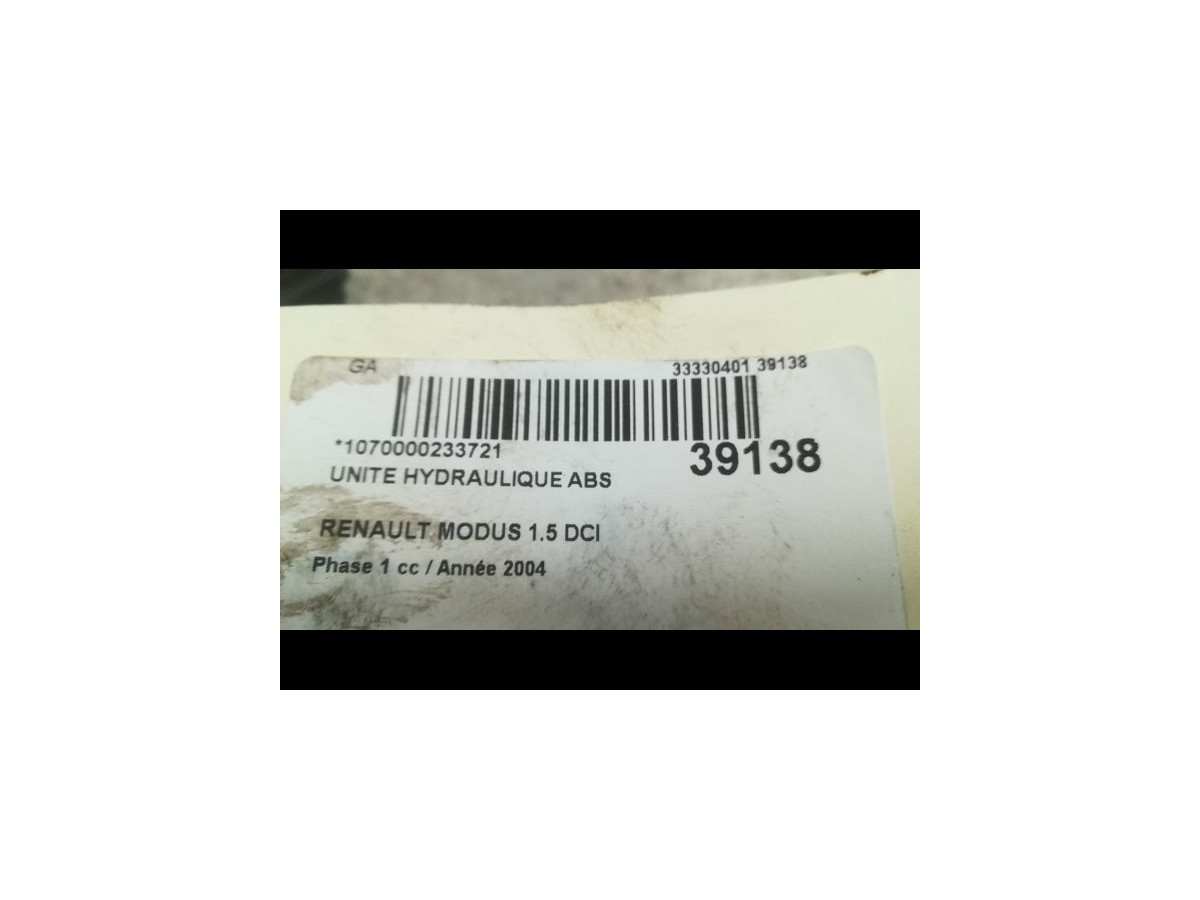 GA 33330401 39138
*1070000233721 39138
UNITE HYDRAULIQUE ABS
RENAULT MODUS 1.5 DCI
Phase 1 cc / Année 2004